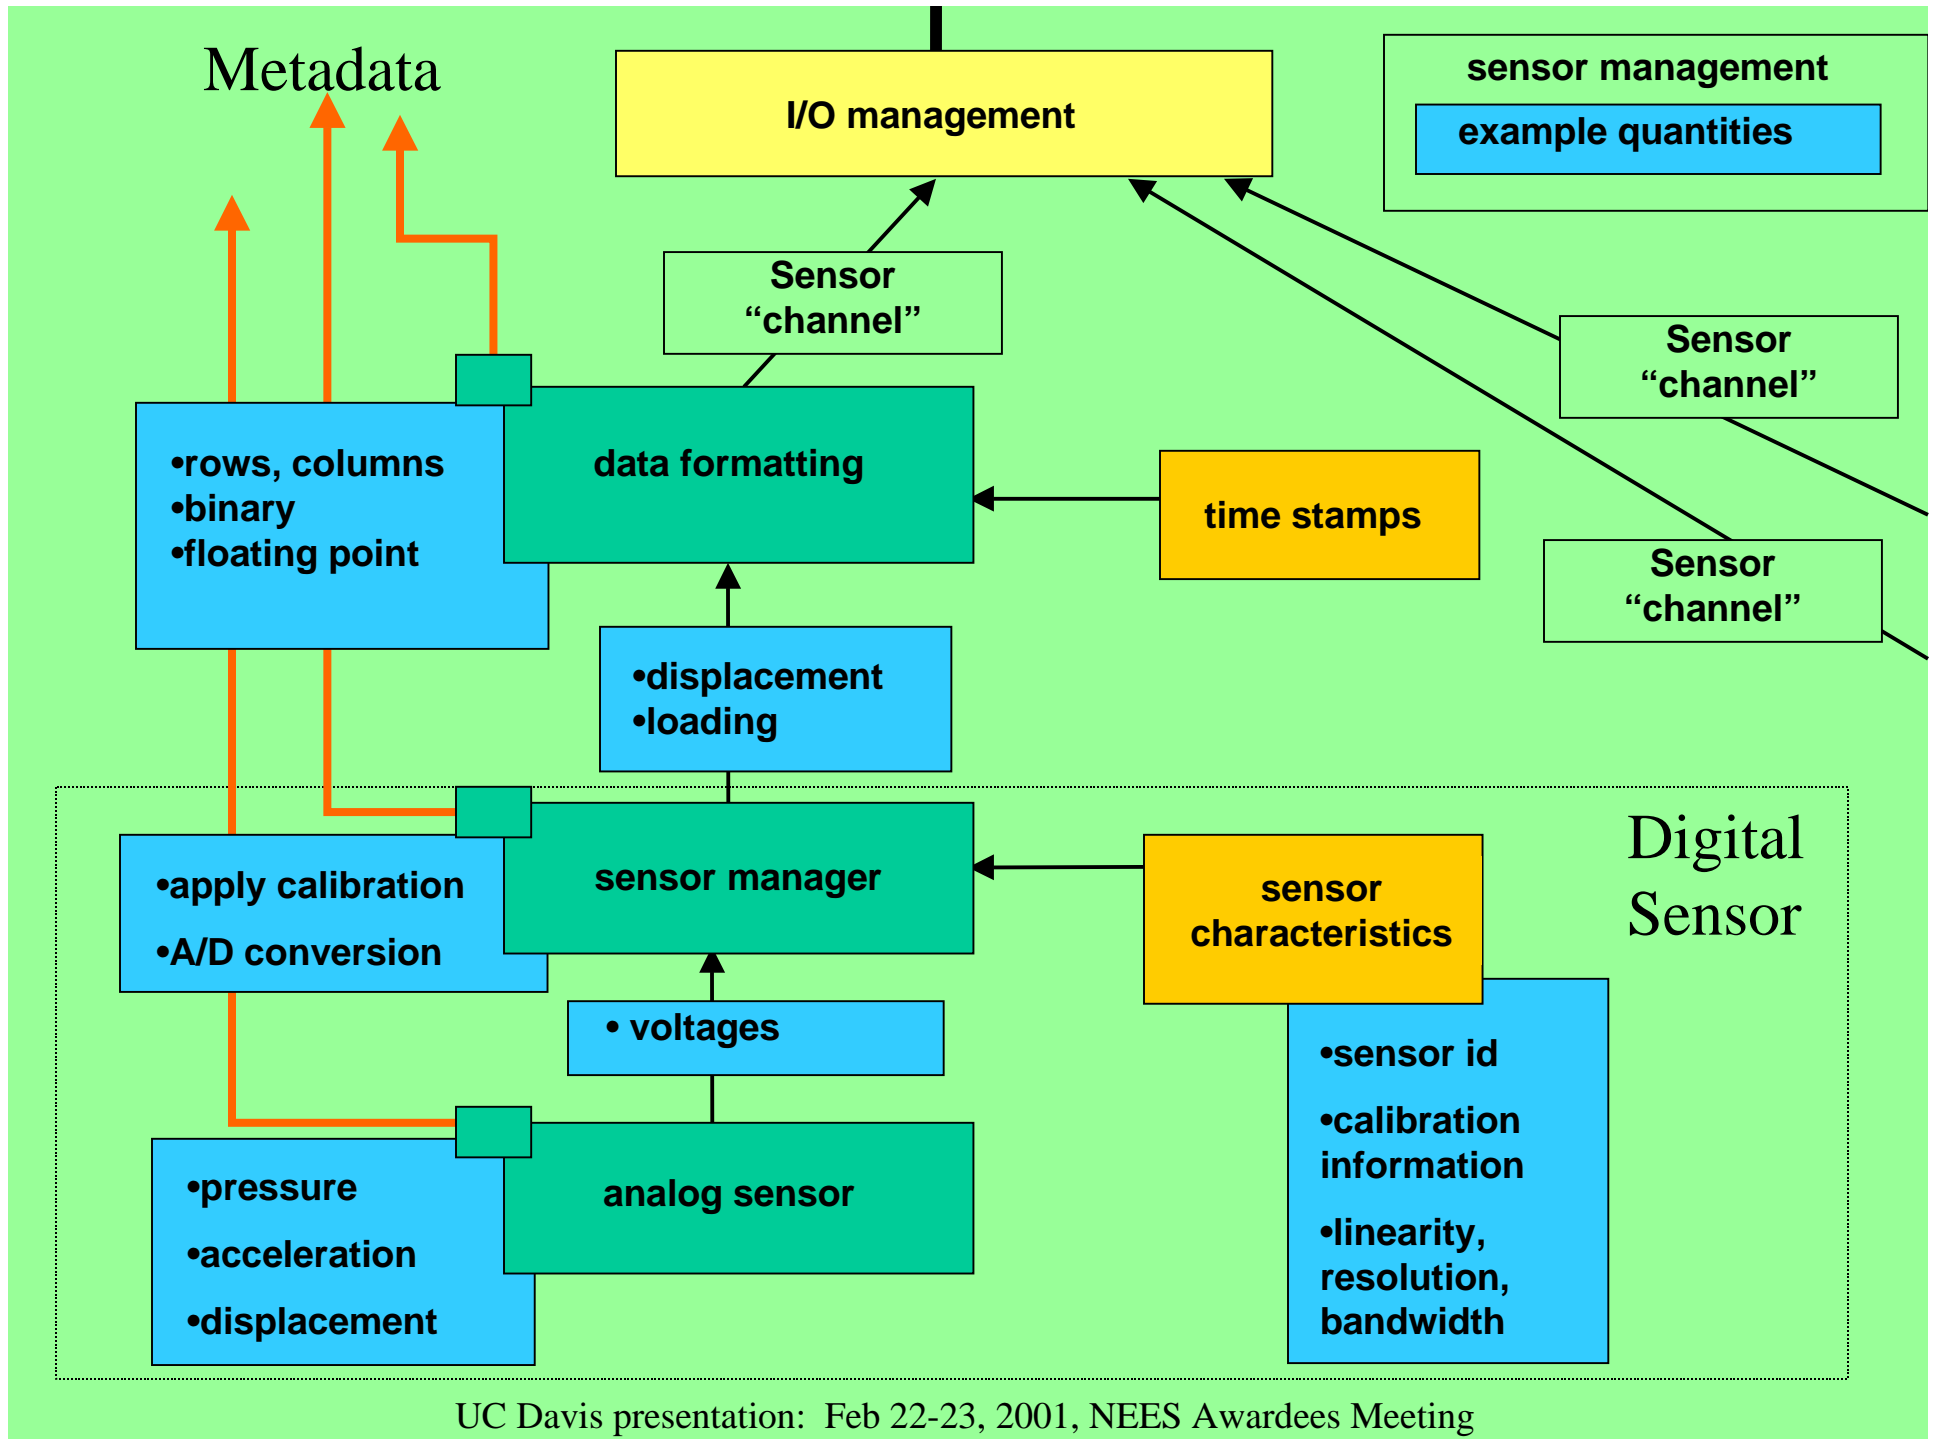 Metadata
I/O management
sensor management
example quantities
Sensor
“channel”
Sensor
“channel”
•rows, columns
•binary
•floating point
data formatting
time stamps
Sensor
“channel”
•displacement
•loading
•apply calibration
•A/D conversion
sensor manager
sensor
characteristics
Digital
Sensor
• voltages
•sensor id
•calibration
information
•linearity,
resolution,
bandwidth
•pressure
•acceleration
•displacement
analog sensor
UC Davis presentation: Feb 22-23, 2001, NEES Awardees Meeting